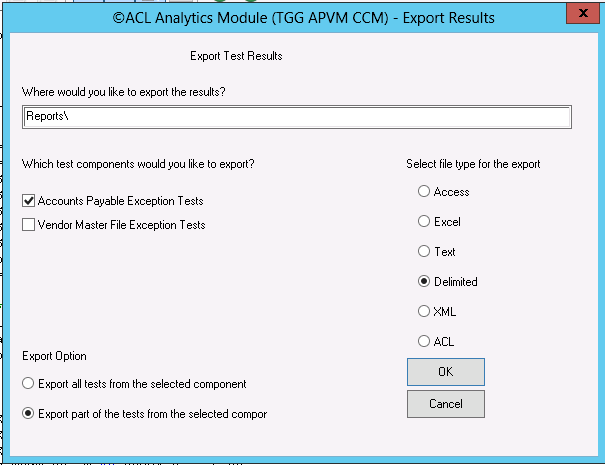 ©ACL Analytics Module (TGG APVM CCM) - Export Results
x
Export Test Results
Where would you like to export the results?
Reports\
Which test components would you like to export?
Select file type for the export
Accounts Payable Exception Tests
Vendor Master File Exception Tests
Access
Excel
Text
Delimited
XML
ACL
Export Option
Export all tests from the selected component
Export part of the tests from the selected compor
OK
Cancel